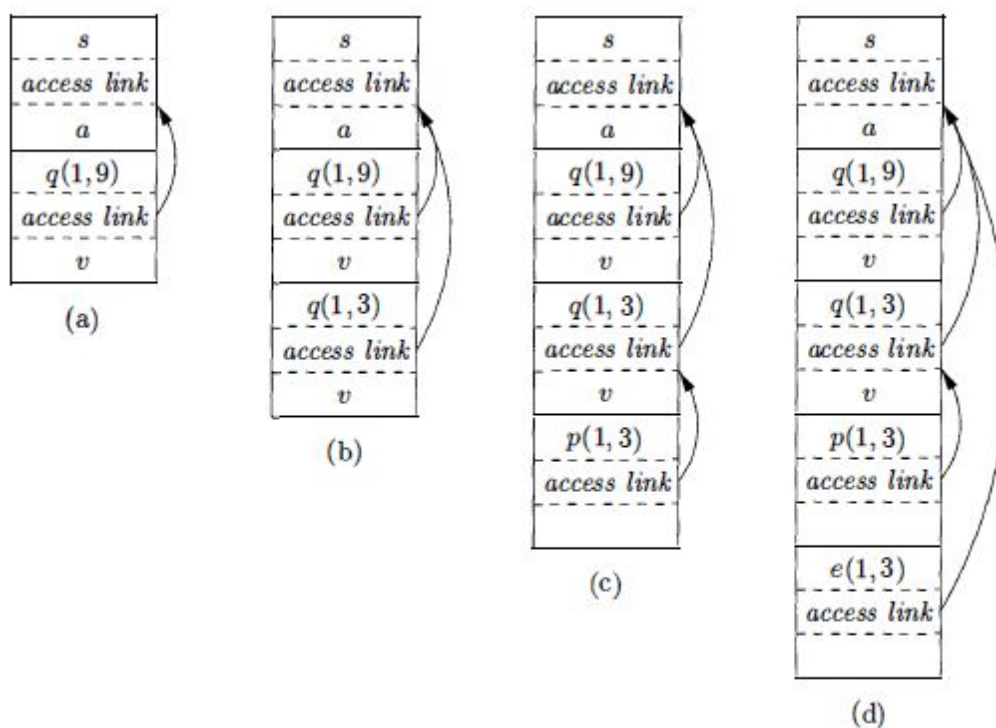 s
access link
a
q(1,9)
access link
v
(a)
s
access link
a
q(1,9)
access link
v
q(1,3)
access link
v
(b)
s
access link
a
q(1,9)
access link
v
q(1,3)
access link
v
p(1,3)
access link
(c)
s
access link
a
q(1,9)
access link
v
q(1,3)
access link
v
p(1,3)
access link
e(1,3)
access link
(d)